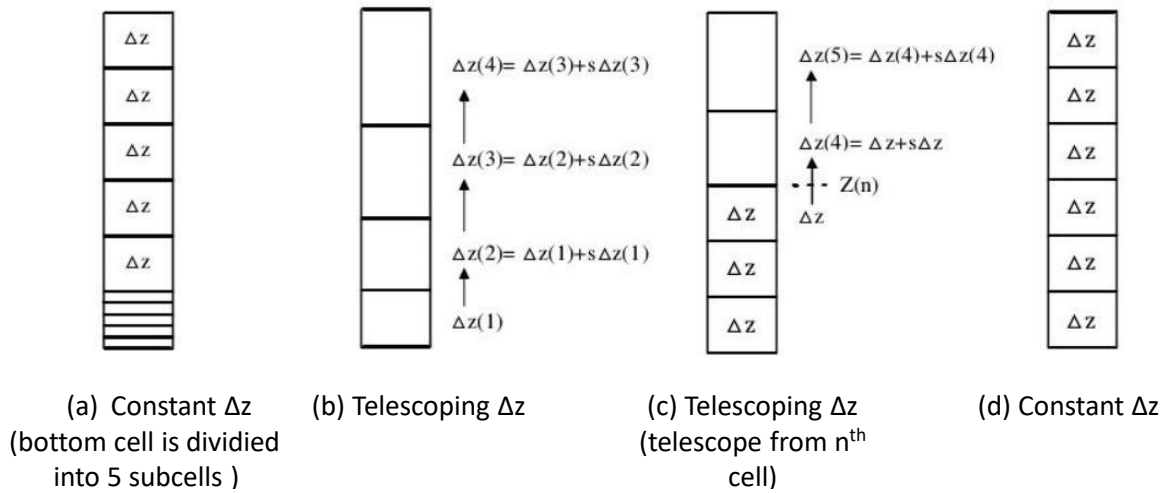 Δz
Δz
Δz
Δz
Δz
Δz(4)= Δz(3)+sΔz(3)
Δz(3)= Δz(2)+sΔz(2)
Δz(2)= Δz(1)+sΔz(1)
Δz(1)
Δz(5)= Δz(4)+sΔz(4)
Δz(4)= Δz+sΔz
Z(n)
Δz
Δz
Δz
Δz
Δz
Δz
Δz
Δz
Δz
Δz
(a) Constant Δz
(bottom cell is dividied
into 5 subcells )
(b) Telescoping Δz
(c) Telescoping Δz
(telescope from nth
cell)
(d) Constant Δz